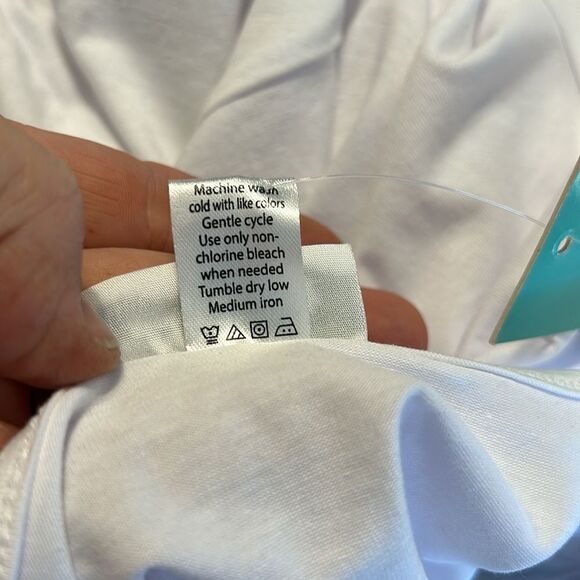 Machine wash
cold with like colors
Gentle cycle
Use only non-
chlorine bleach
when needed
Tumble dry low
Medium iron